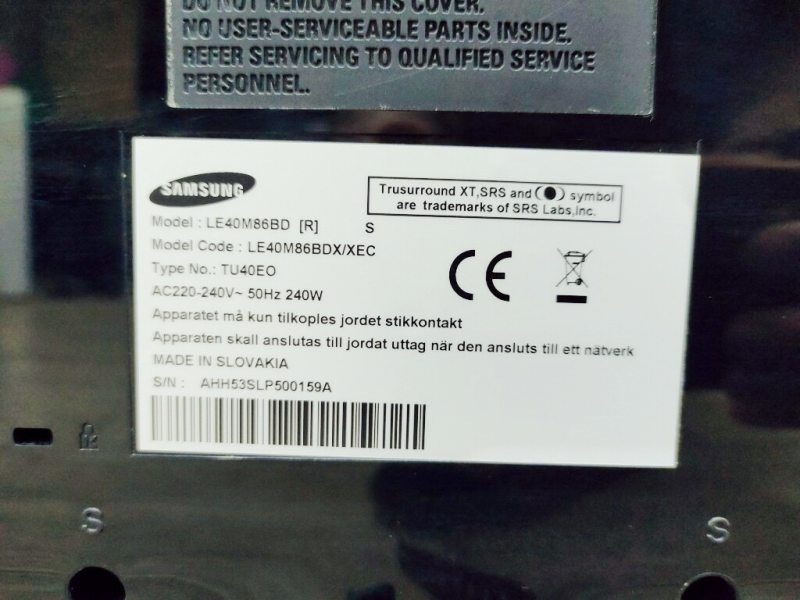 DO NOT REMOVE THIS COVER.
NO USER-SERVICEABLE PARTS INSIDE.
REFER SERVICING TO QUALIFIED SERVICE
PERSONNEL.
SAMSUNG
Trusurround XT,SRS and symbol
are trademarks of SRS Labs,Inc.
Model : LE40M86BD [R] S
Model Code : LE40M86BDX/XEC
Type No.: TU40EO
AC220-240V~ 50Hz 240W
CE
Apparatet må kun tilkoples jordet stikkontakt
Apparaten skall anslutas till jordat uttag når den ansluts till ett nätverk
MADE IN SLOVAKIA
S/N : AHH53SLP500159A
S
S